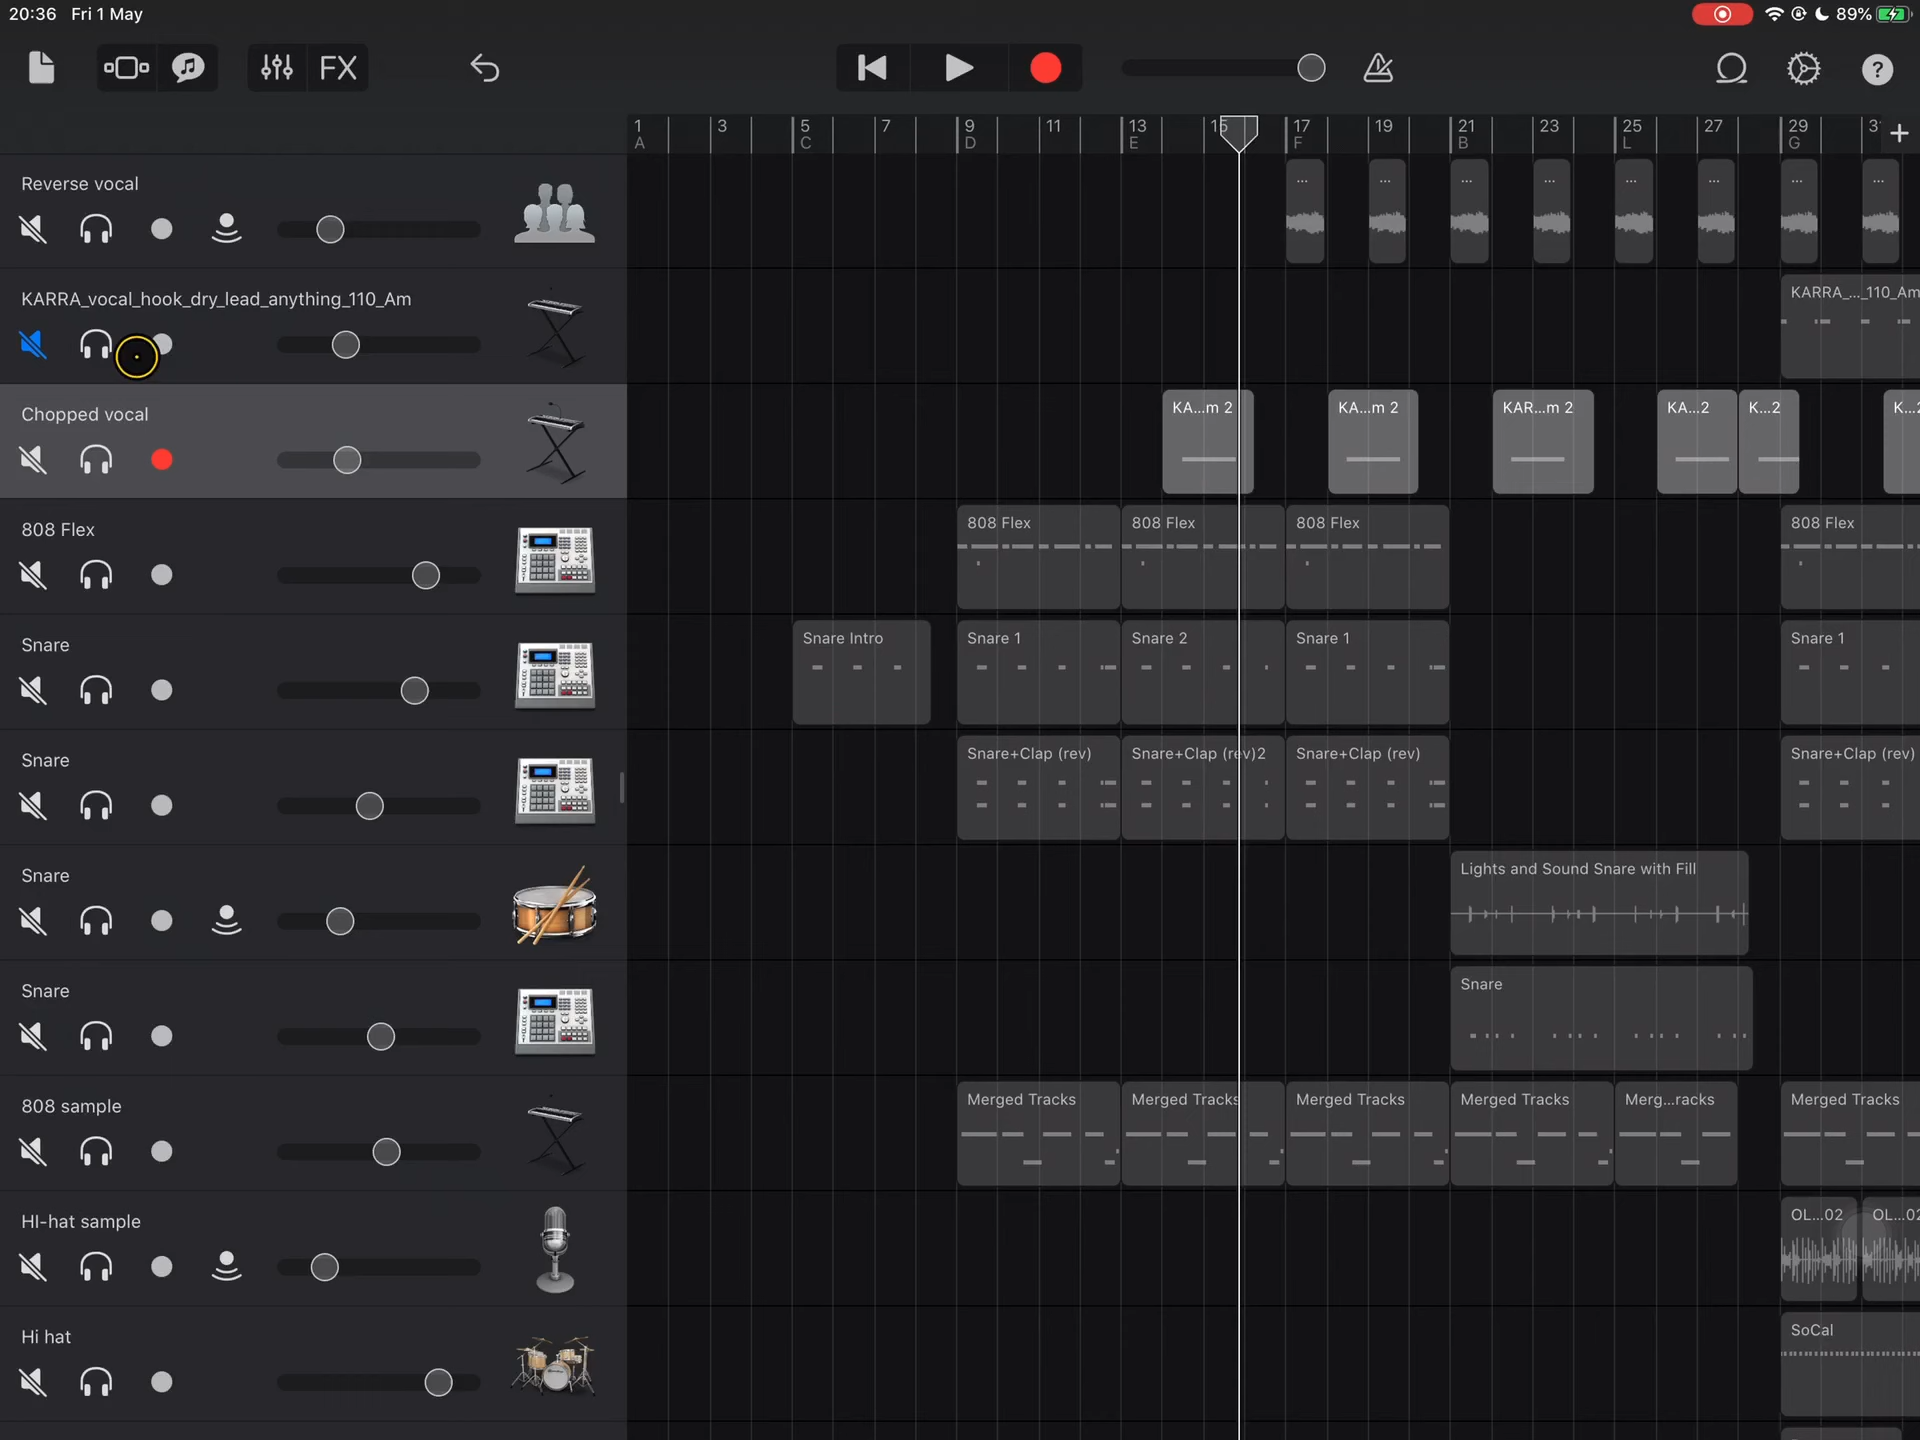 20:36 Fri 1 May 89%
FX ?
1 3 5 7 9 11 13 15 17 19 21 23 25 27 29 +
A C D E F B L G
Reverse vocal
... ... ... ... ... ... ... ...
KARRA_vocal_hook_dry_lead_anything_110_Am
KARRA_..._110_Am
Chopped vocal
KA...m 2 KA...m 2 KAR...m 2 KA...2 K...2 K...2
808 Flex
808 Flex 808 Flex 808 Flex 808 Flex
Snare
Snare Intro Snare 1 Snare 2 Snare 1 Snare 1
Snare
Snare+Clap (rev) Snare+Clap (rev)2 Snare+Clap (rev) Snare+Clap (rev)
Snare
Lights and Sound Snare with Fill
Snare
Snare
808 sample
Merged Tracks Merged Tracks Merged Tracks Merged Tracks Merg...racks Merged Tracks
HI-hat sample
OL...02 OL...02
Hi hat
SoCal